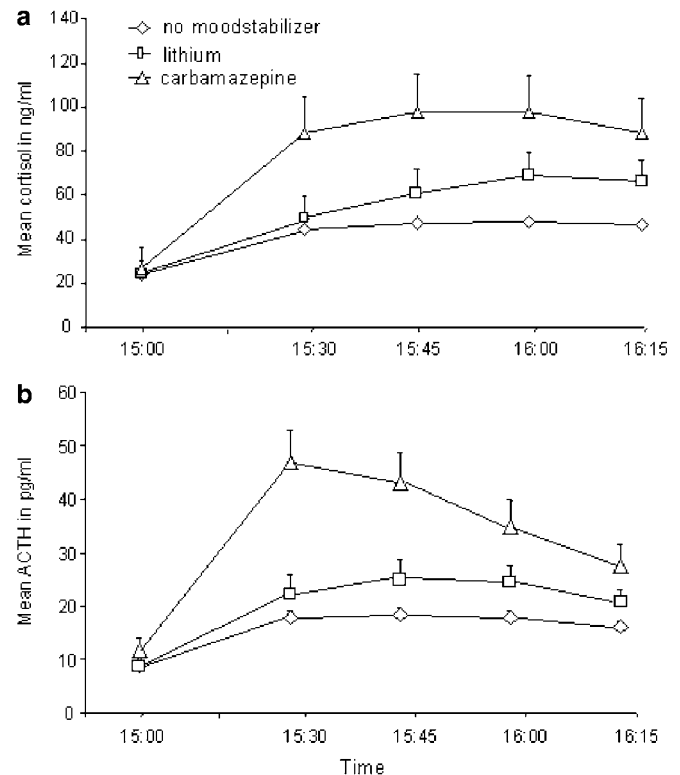 a
140
120
100
80
60
40
20
0
Mean cortisol in ng/ml
no moodstabilizer
lithium
carbamazepine
15:00 15:30 15:45 16:00 16:15
b
60
50
40
30
20
10
0
Mean ACTH in pg/ml
15:00 15:30 15:45 16:00 16:15
Time